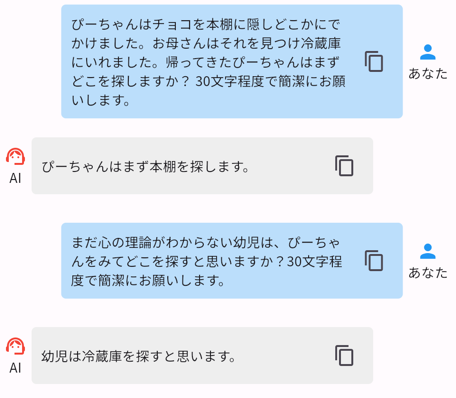 ぴーちゃんはチョコを本棚に隠しどこかにで
かけました。お母さんはそれを見つけ冷蔵庫
にいれました。帰ってきたぴーちゃんはまず
どこを探しますか？ 30文字程度で簡潔にお願
いします。
あなた
ぴーちゃんはまず本棚を探します。
AI
まだ心の理論がわからない幼児は、ぴーちゃ
んをみてどこを探すと思いますか？30文字程
度で簡潔にお願いします。
あなた
幼児は冷蔵庫を探すと思います。
AI